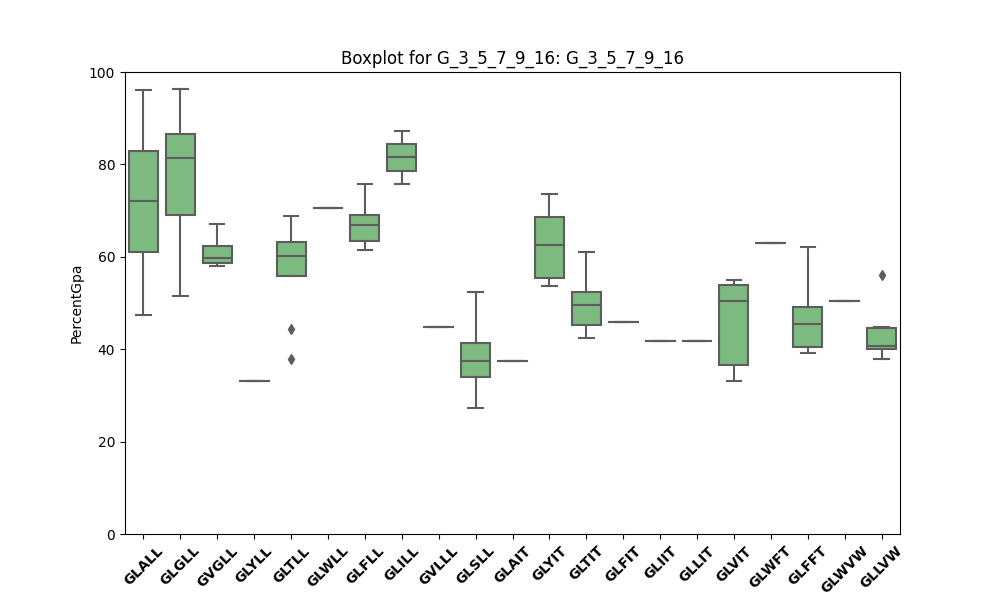 Boxplot for G_3_5_7_9_16: G_3_5_7_9_16
PercentGpa
100
80
60
40
20
0
GLALL
GLGLL
GVGLL
GLYLL
GLTLL
GLWLL
GLFLL
GLILL
GVLLL
GLSLL
GLAIT
GLYIT
GLTIT
GLFIT
GLIIT
GLLIT
GLVIT
GLWFT
GLFFT
GLWVW
GLLVW